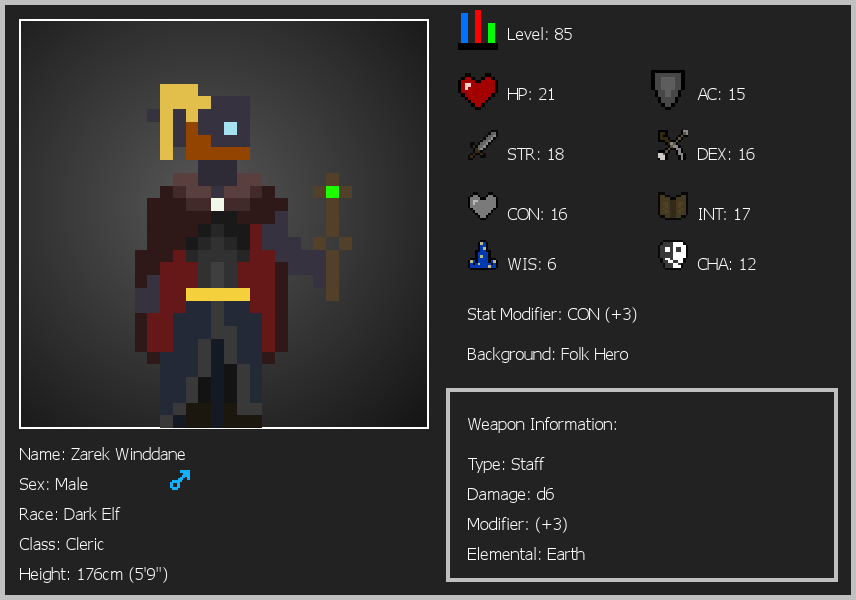 Level: 85
HP: 21
AC: 15
STR: 18
DEX: 16
CON: 16
INT: 17
WIS: 6
CHA: 12
Stat Modifier: CON (+3)
Background: Folk Hero
Weapon Information:
Type: Staff
Damage: d6
Modifier: (+3)
Elemental: Earth
Name: Zarek Winddane
Sex: Male
Race: Dark Elf
Class: Cleric
Height: 176cm (5'9")